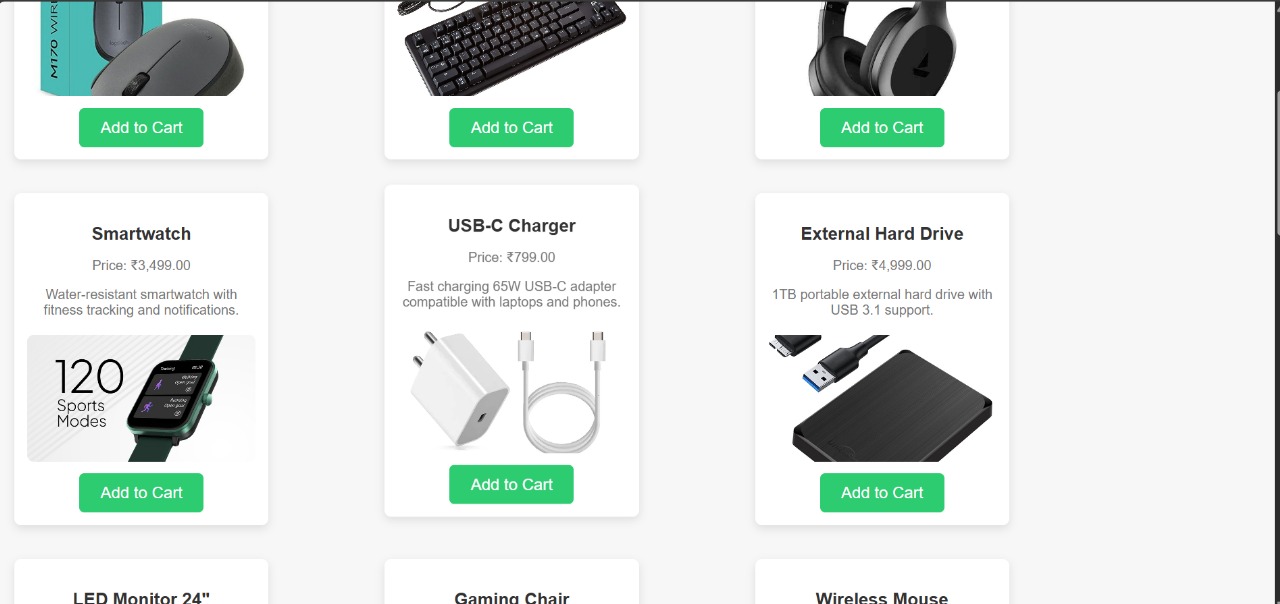 M170 WIRE
Add to Cart
Add to Cart
Add to Cart
Smartwatch
Price: ₹3,499.00
Water-resistant smartwatch with
fitness tracking and notifications.
120
Sports
Modes
Add to Cart
USB-C Charger
Price: ₹799.00
Fast charging 65W USB-C adapter
compatible with laptops and phones.
Add to Cart
External Hard Drive
Price: ₹4,999.00
1TB portable external hard drive with
USB 3.1 support.
Add to Cart
LED Monitor 24"
Gaming Chair
Wireless Mouse